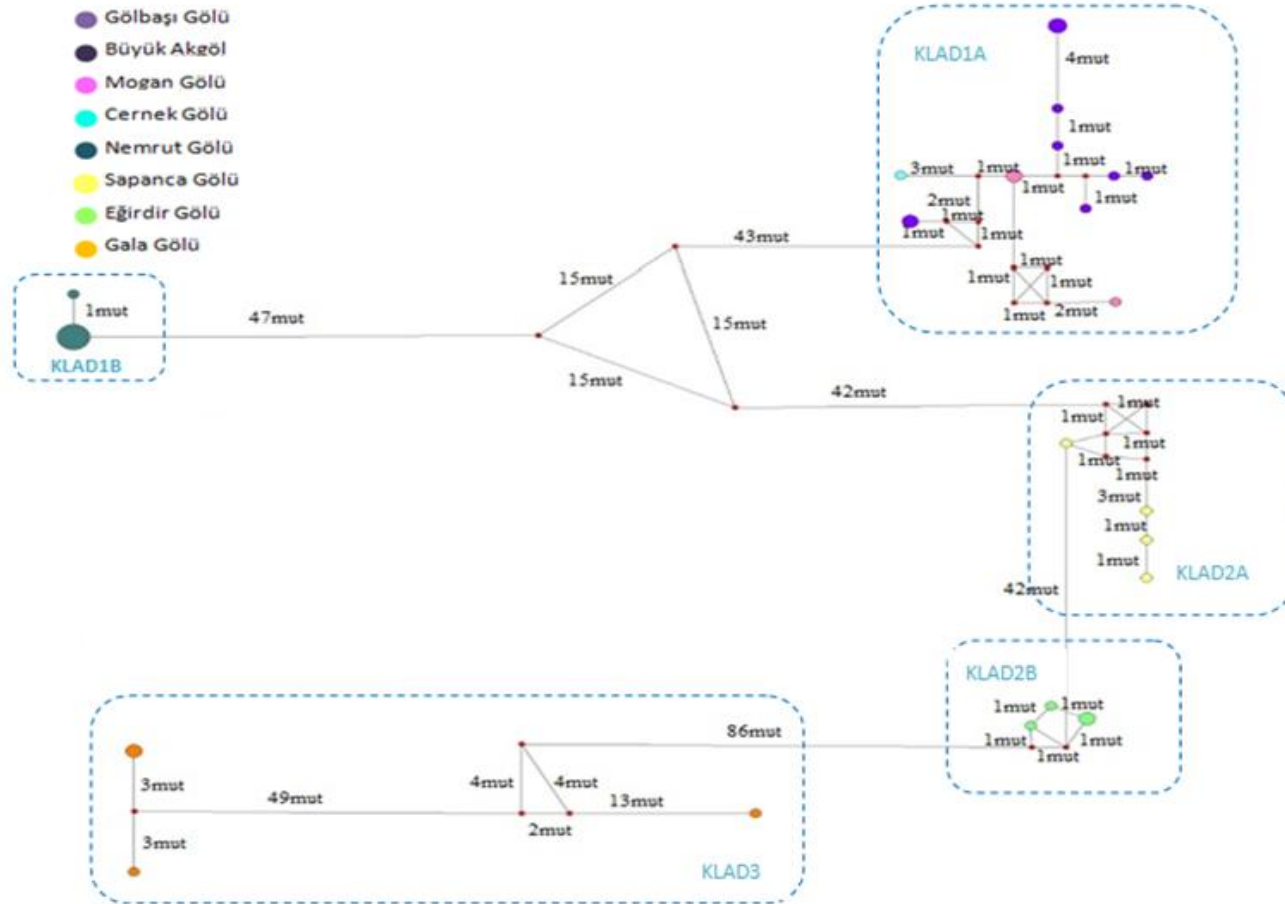 Gölbaşı Gölü
Büyük Akgöl
Mogan Gölü
Cernek Gölü
Nemrut Gölü
Sapanca Gölü
Eğirdir Gölü
Gala Gölü
KLAD1A
4mut
1mut
1mut
3mut
1mut
1mut
1mut
1mut
2mut
1mut
1mut
1mut
1mut
1mut
1mut
1mut
2mut
43mut
15mut
15mut
15mut
1mut
47mut
KLAD1B
42mut
1mut
1mut
1mut
1mut
1mut
3mut
1mut
1mut
KLAD2A
42mut
KLAD2B
1mut
1mut
1mut
1mut
1mut
86mut
3mut
49mut
4mut
4mut
13mut
2mut
3mut
KLAD3